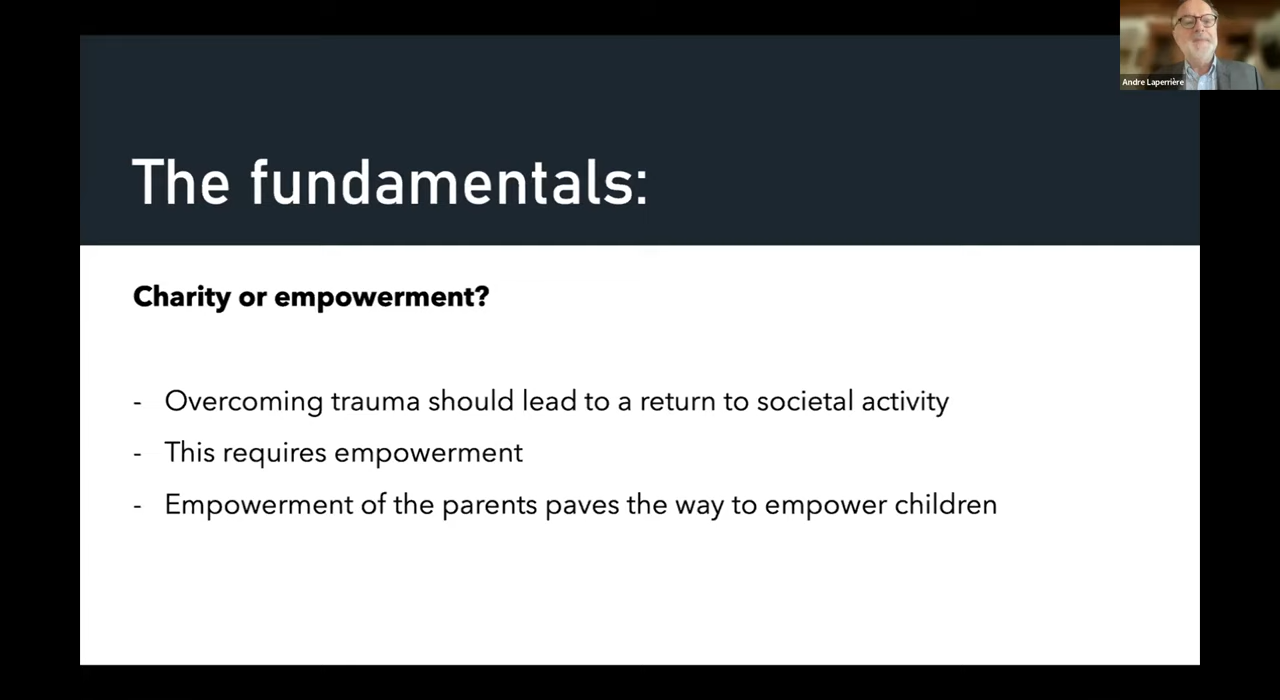 Andre Laperrière
The fundamentals:
Charity or empowerment?
- Overcoming trauma should lead to a return to societal activity
- This requires empowerment
- Empowerment of the parents paves the way to empower children